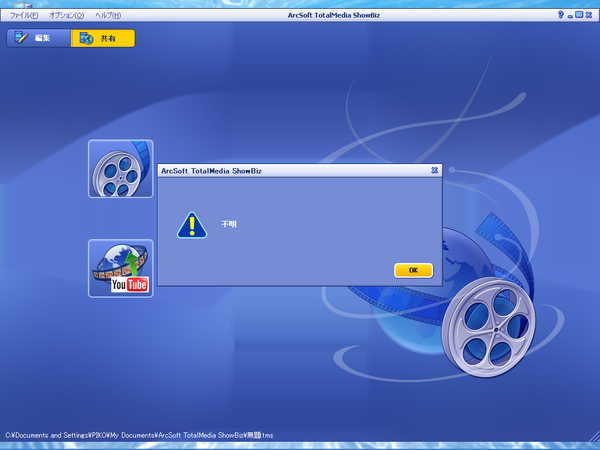 ArcSoft TotalMedia ShowBiz
ファイル(F) オプション(O) ヘルプ(H)
編集 共有
ArcSoft TotalMedia ShowBiz
不明
OK
YouTube
C:¥Documents and Settings¥PIXO¥My Documents¥ArcSoft TotalMedia ShowBiz¥無題.tms